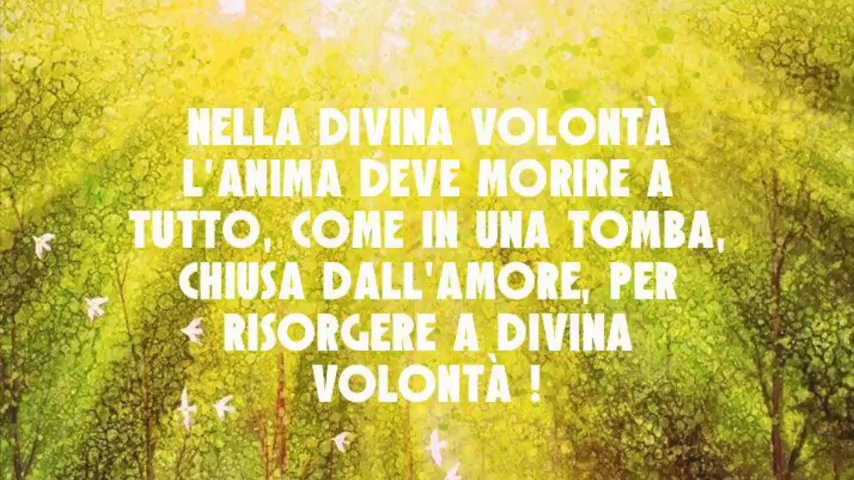 NELLA DIVINA VOLONTÀ
L'ANIMA DEVE MORIRE A
TUTTO, COME IN UNA TOMBA,
CHIUSA DALL'AMORE, PER
RISORGERE A DIVINA
VOLONTÀ !